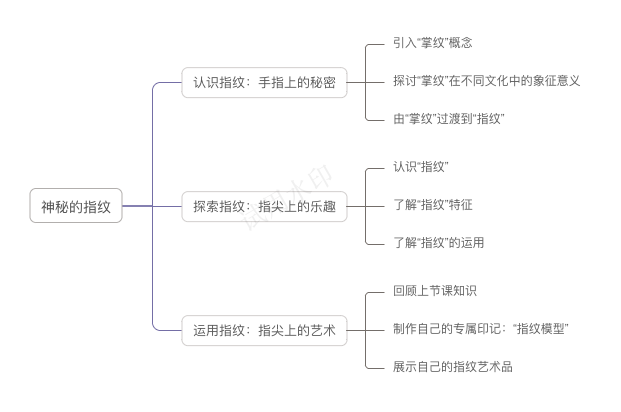 神秘的指纹
认识指纹：手指上的秘密
引入“掌纹”概念
探讨“掌纹”在不同文化中的象征意义
由“掌纹”过渡到“指纹”
探索指纹：指尖上的乐趣
认识“指纹”
了解“指纹”特征
了解“指纹”的运用
运用指纹：指尖上的艺术
回顾上节课知识
制作自己的专属印记：“指纹模型”
展示自己的指纹艺术品